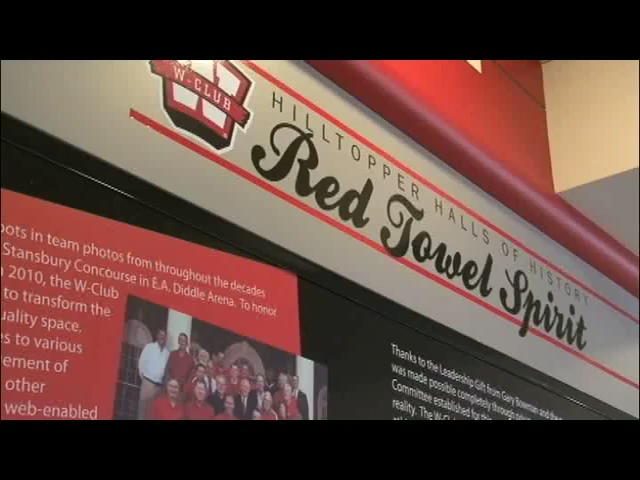 W-CLUB
HILLTOPPER HALLS OF HISTORY
Red Towel Spirit
oots in team photos from throughout the decades
Stansbury Concourse in E.A. Diddle Arena. To honor
2010, the W-Club
to transform the
uality space.
es to various
ement of
other
web-enabled
Thanks to the Leadership Gift from Gary Bowman and the
was made possible completely through
Committee established for this
reality. The W-Cl